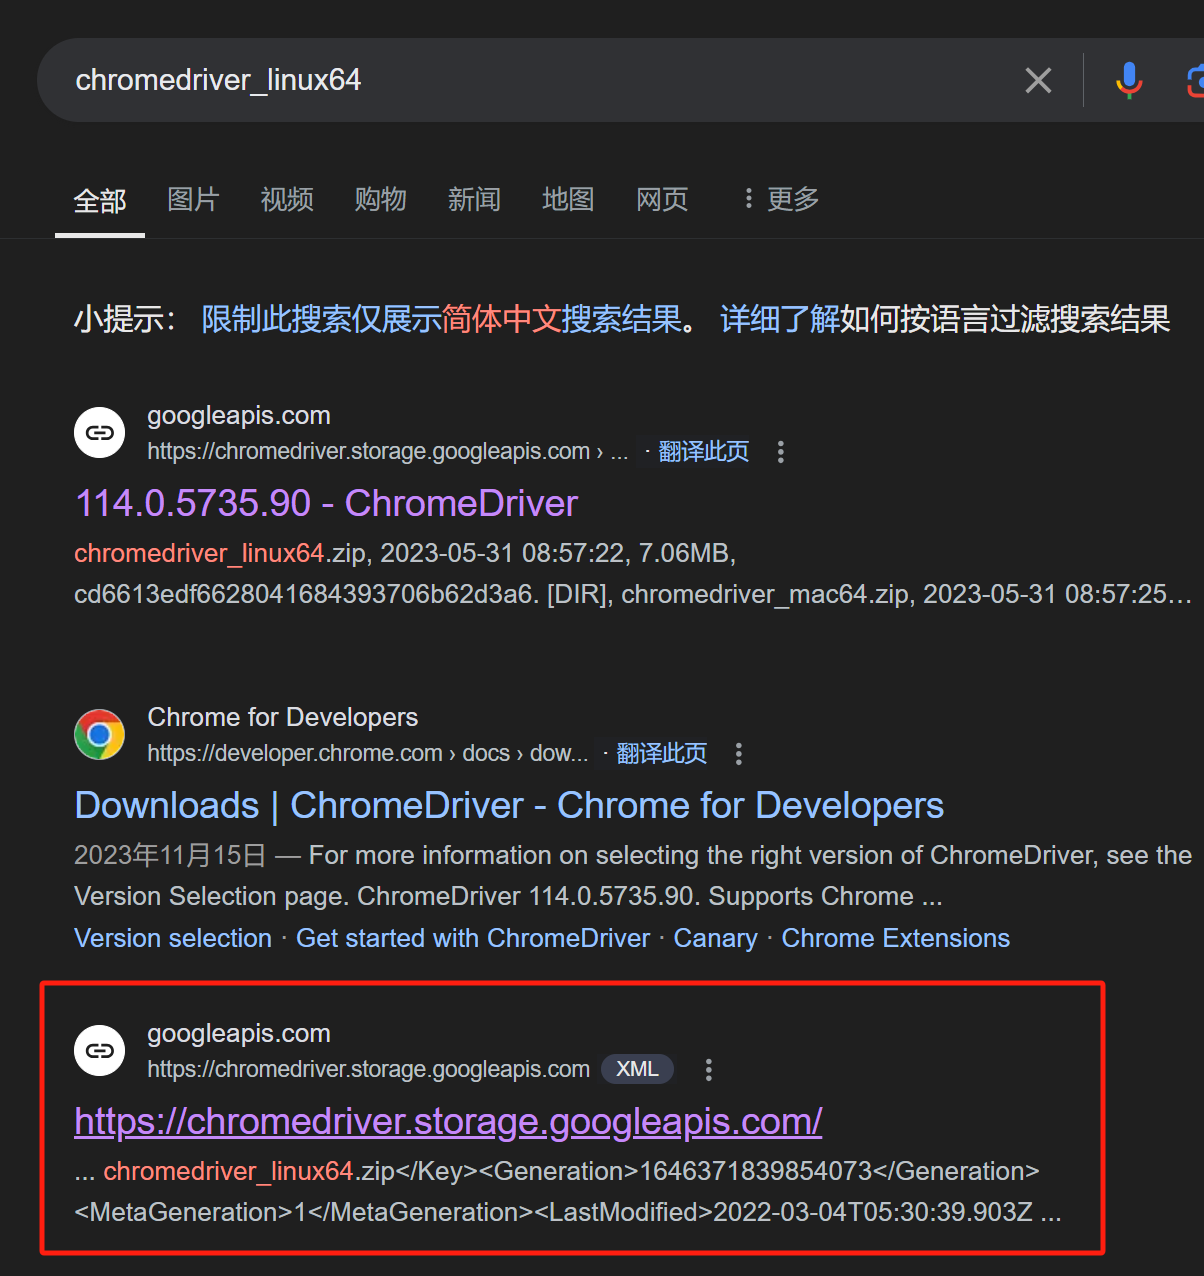 chromedriver_linux64
全部 图片 视频 购物 新闻 地图 网页 更多
小提示： 限制此搜索仅展示简体中文搜索结果。 详细了解如何按语言过滤搜索结果
googleapis.com
https://chromedriver.storage.googleapis.com › ... · 翻译此页
114.0.5735.90 - ChromeDriver
chromedriver_linux64.zip, 2023-05-31 08:57:22, 7.06MB,
cd6613edf6628041684393706b62d3a6. [DIR], chromedriver_mac64.zip, 2023-05-31 08:57:25…
Chrome for Developers
https://developer.chrome.com › docs › dow... · 翻译此页
Downloads | ChromeDriver - Chrome for Developers
2023年11月15日 — For more information on selecting the right version of ChromeDriver, see the
Version Selection page. ChromeDriver 114.0.5735.90. Supports Chrome ...
Version selection · Get started with ChromeDriver · Canary · Chrome Extensions
googleapis.com
https://chromedriver.storage.googleapis.com XML
https://chromedriver.storage.googleapis.com/
... chromedriver_linux64.zip</Key><Generation>1646371839854073</Generation>
<MetaGeneration>1</MetaGeneration><LastModified>2022-03-04T05:30:39.903Z ...